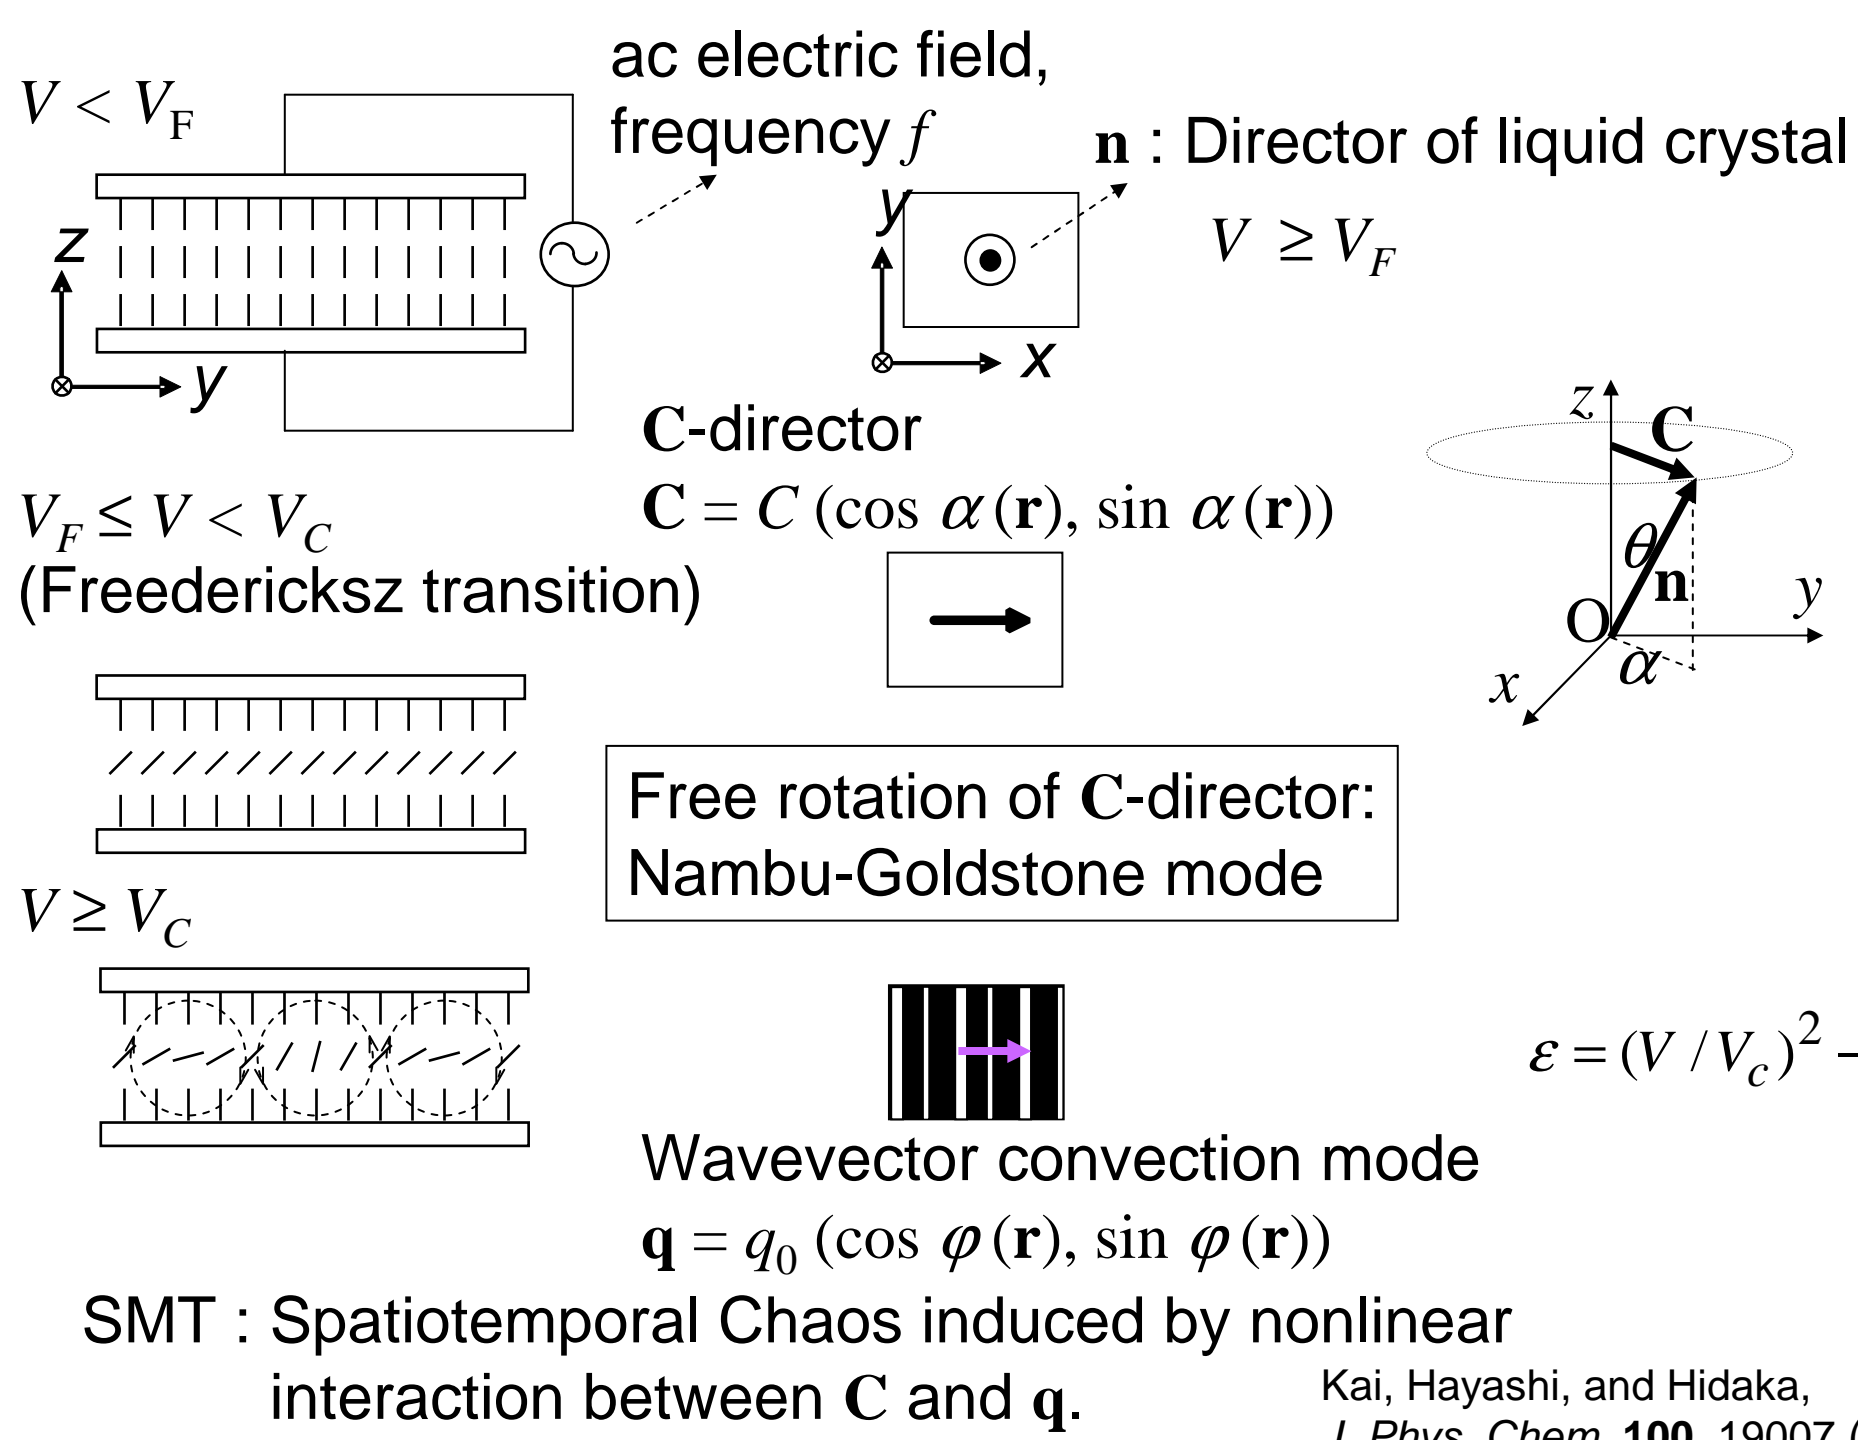 V < V_F
ac electric field,
frequency f
n : Director of liquid crystal
V ≥ V_F
z
y
y
x
C-director
C = C (cos α(r), sin α(r))
z
C
θ
n
O
y
α
x
V_F ≤ V < V_C
(Freedericksz transition)
Free rotation of C-director:
Nambu-Goldstone mode
V ≥ V_C
ε = (V / V_c)² –
Wavevector convection mode
q = q₀ (cos φ(r), sin φ(r))
SMT : Spatiotemporal Chaos induced by nonlinear
interaction between C and q.
Kai, Hayashi, and Hidaka,
J. Phys. Chem. 100, 19007 (